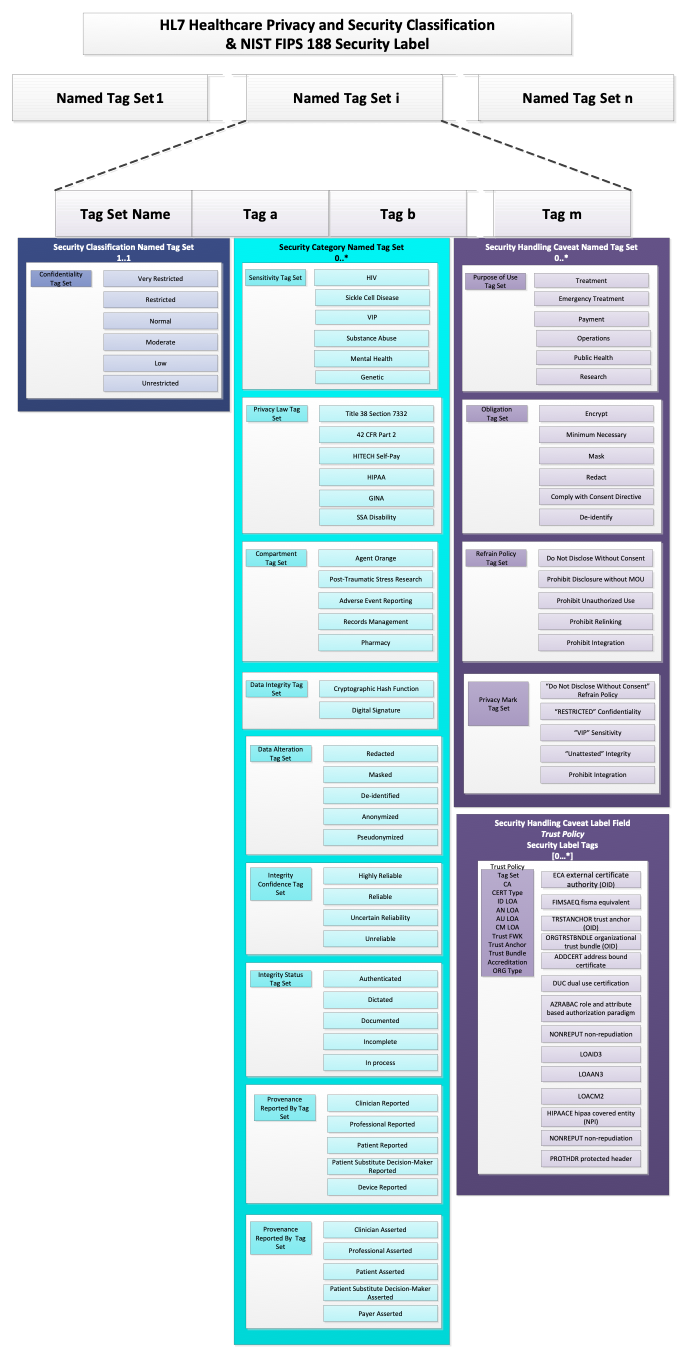 HL7 Healthcare Privacy and Security Classification
& NIST FIPS 188 Security Label
Named Tag Set 1
Named Tag Set i
Named Tag Set n
Tag Set Name
Tag a
Tag b
Tag m
Security Classification Named Tag Set
1..1
Confidentiality
Tag Set
Very Restricted
Restricted
Normal
Moderate
Low
Unrestricted
Security Category Named Tag Set
0..*
Sensitivity Tag Set
HIV
Sickle Cell Disease
VIP
Substance Abuse
Mental Health
Genetic
Privacy Law Tag
Set
Title 38 Section 7332
42 CFR Part 2
HITECH Self-Pay
HIPAA
GINA
SSA Disability
Compartment
Tag Set
Agent Orange
Post-Traumatic Stress Research
Adverse Event Reporting
Records Management
Pharmacy
Data Integrity Tag
Set
Cryptographic Hash Function
Digital Signature
Data Alteration
Tag Set
Redacted
Masked
De-identified
Anonymized
Pseudonymized
Integrity
Confidence Tag
Set
Highly Reliable
Reliable
Uncertain Reliability
Unreliable
Integrity Status
Tag Set
Authenticated
Dictated
Documented
Incomplete
In process
Provenance
Reported By Tag
Set
Clinician Reported
Professional Reported
Patient Reported
Patient Substitute Decision-Maker
Reported
Device Reported
Provenance
Reported By Tag
Set
Clinician Asserted
Professional Asserted
Patient Asserted
Patient Substitute Decision-Maker
Asserted
Payer Asserted
Security Handling Caveat Named Tag Set
0..*
Purpose of Use
Tag Set
Treatment
Emergency Treatment
Payment
Operations
Public Health
Research
Obligation
Tag Set
Encrypt
Minimum Necessary
Mask
Redact
Comply with Consent Directive
De-identify
Refrain Policy
Tag Set
Do Not Disclose Without Consent
Prohibit Disclosure without MOU
Prohibit Unauthorized Use
Prohibit Relinking
Prohibit Integration
Privacy Mark
Tag Set
“Do Not Disclose Without Consent”
Refrain Policy
“RESTRICTED” Confidentiality
“VIP” Sensitivity
“Unattested” Integrity
Prohibit Integration
Security Handling Caveat Label Field
Trust Policy
Security Label Tags
[0...*]
Trust Policy
Tag Set
CA
CERT Type
ID LOA
AN LOA
AU LOA
CM LOA
Trust FWK
Trust Anchor
Trust Bundle
Accreditation
ORG Type
ECA external certificate
authority (OID)
FIMSAEQ fisma equivalent
TRSTANCHOR trust anchor
(OID)
ORGTRSTBNDLE organizational
trust bundle (OID)
ADDCERT address bound
certificate
DUC dual use certification
AZRABAC role and attribute
based authorization paradigm
NONREPUT non-repudiation
LOAID3
LOAAN3
LOACM2
HIPAACE hipaa covered entity
(NPI)
NONREPUT non-repudiation
PROTHDR protected header